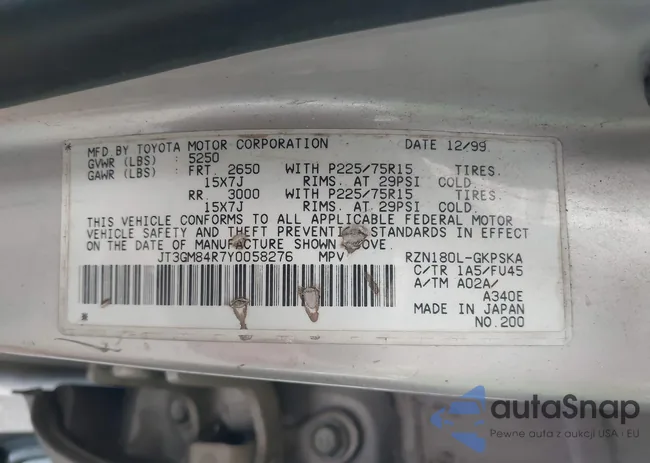 MFD BY TOYOTA MOTOR CORPORATION DATE 12/99
GVWR (LBS) : 5250
GAWR (LBS) : FRT. 2650 WITH P225/75R15 TIRES.
15X7J RIMS. AT 29PSI COLD.
RR 3000 WITH P225/75R15 TIRES.
15X7J RIMS. AT 29PSI COLD.
THIS VEHICLE CONFORMS TO ALL APPLICABLE FEDERAL MOTOR
VEHICLE SAFETY AND THEFT STANDARDS IN EFFECT
ON THE DATE OF MANUFACTURE SHOWN
JT3GM84R7Y0058276 MPV RZN180L-GKPSKA
C/TR 1A5/FU45
A/TM A02A/
A340E
MADE IN JAPAN
NO.200
autaSnap
Pewne auta z aukcji USA i EU